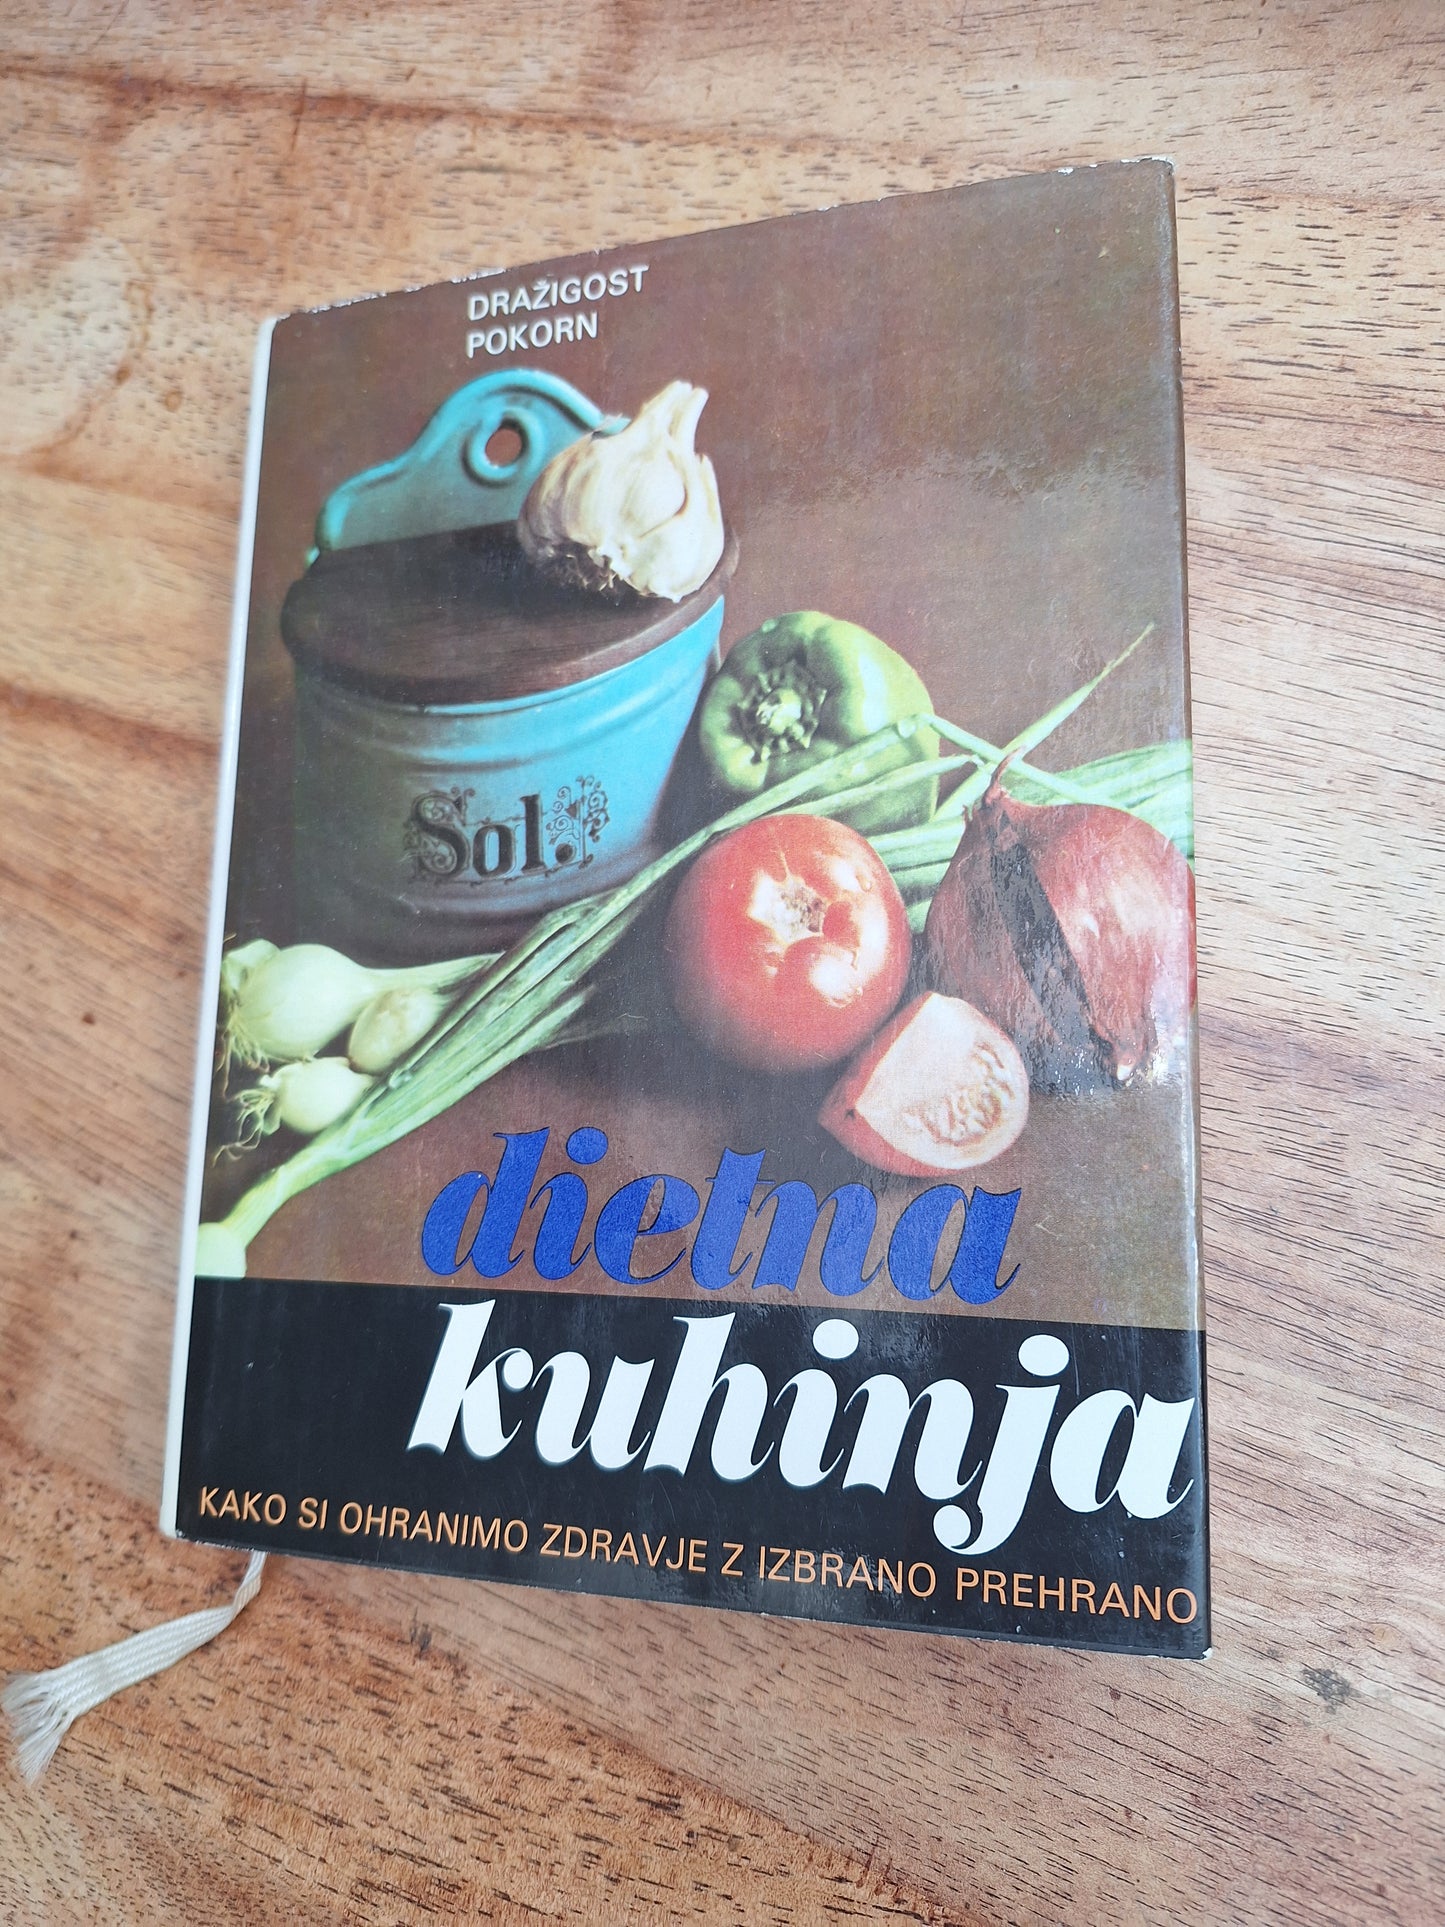 DRAŽIGOST
POKORN
Sol.
dietna
kuhinja
KAKO SI OHRANIMO ZDRAVJE Z IZBRANO PREHRANO